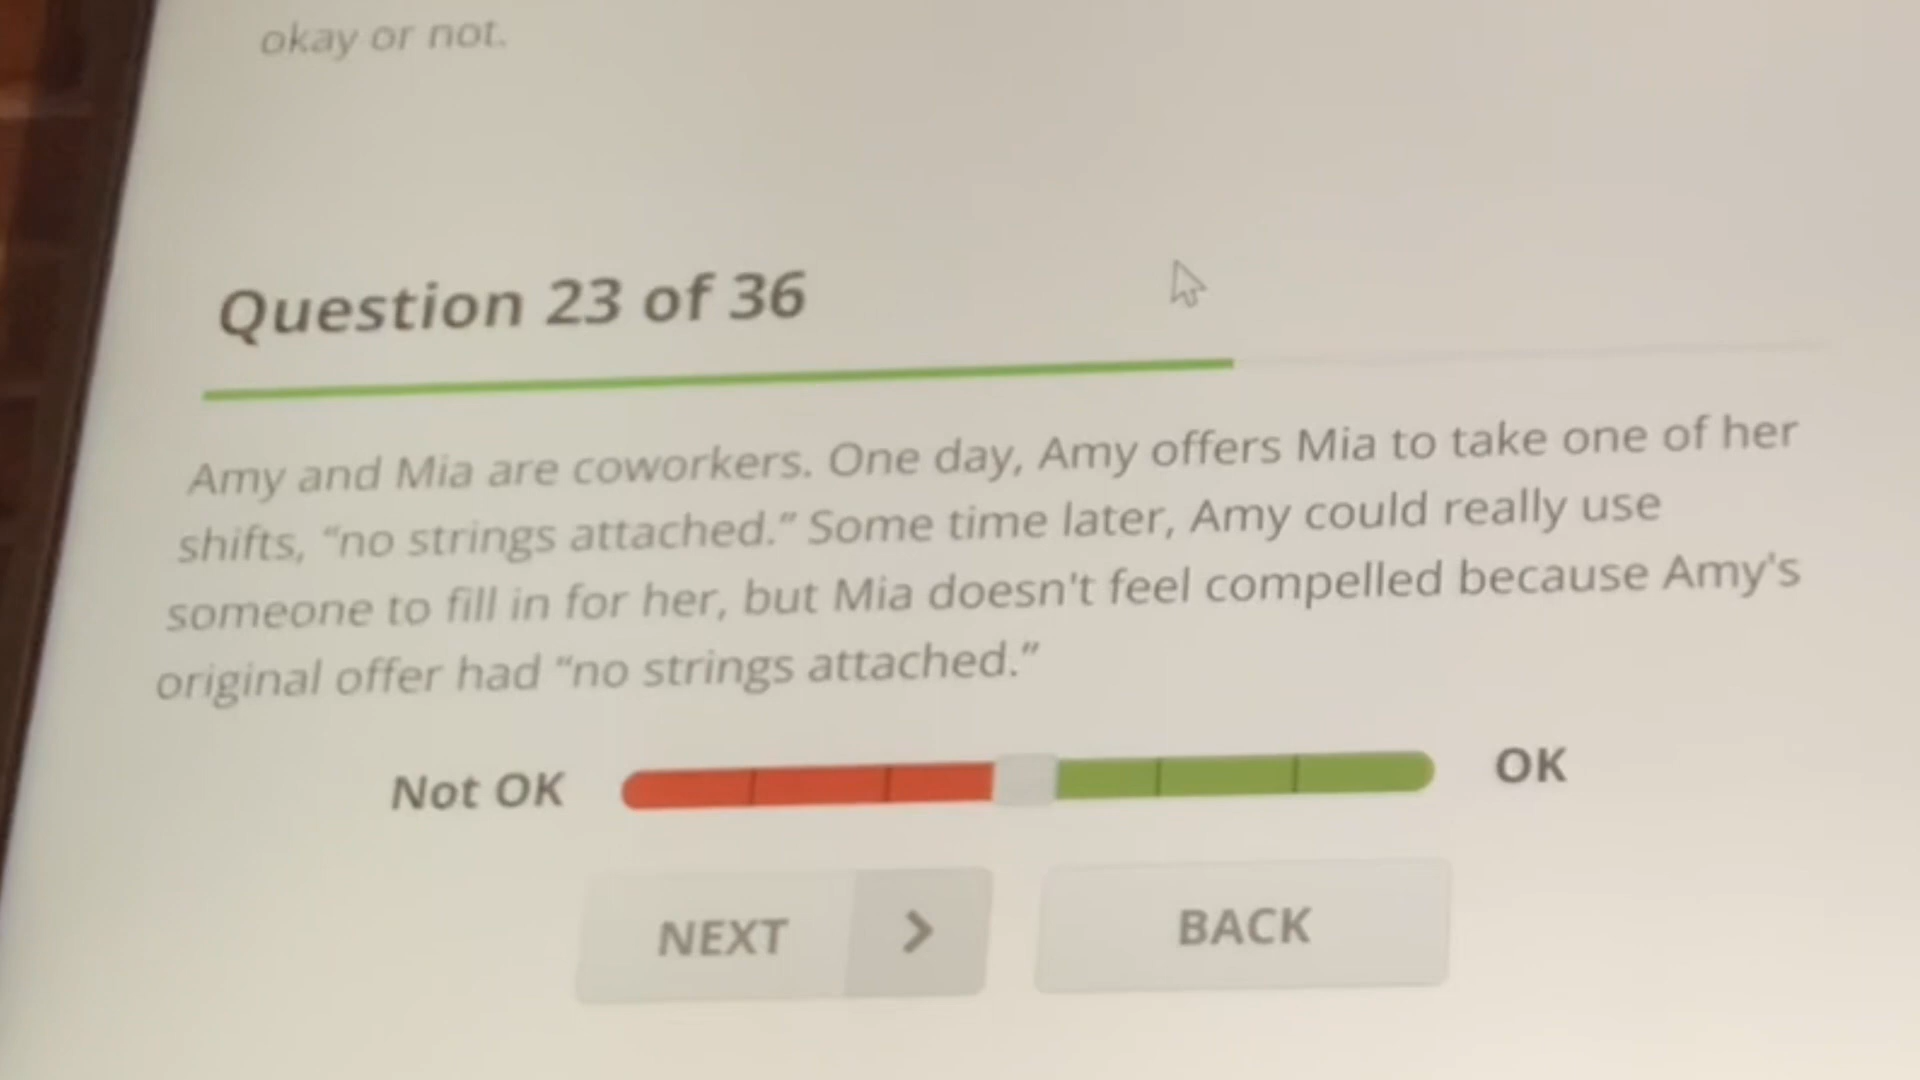 okay or not.
Question 23 of 36
Amy and Mia are coworkers. One day, Amy offers Mia to take one of her
shifts, “no strings attached.” Some time later, Amy could really use
someone to fill in for her, but Mia doesn't feel compelled because Amy's
original offer had “no strings attached.”
Not OK
OK
NEXT
BACK